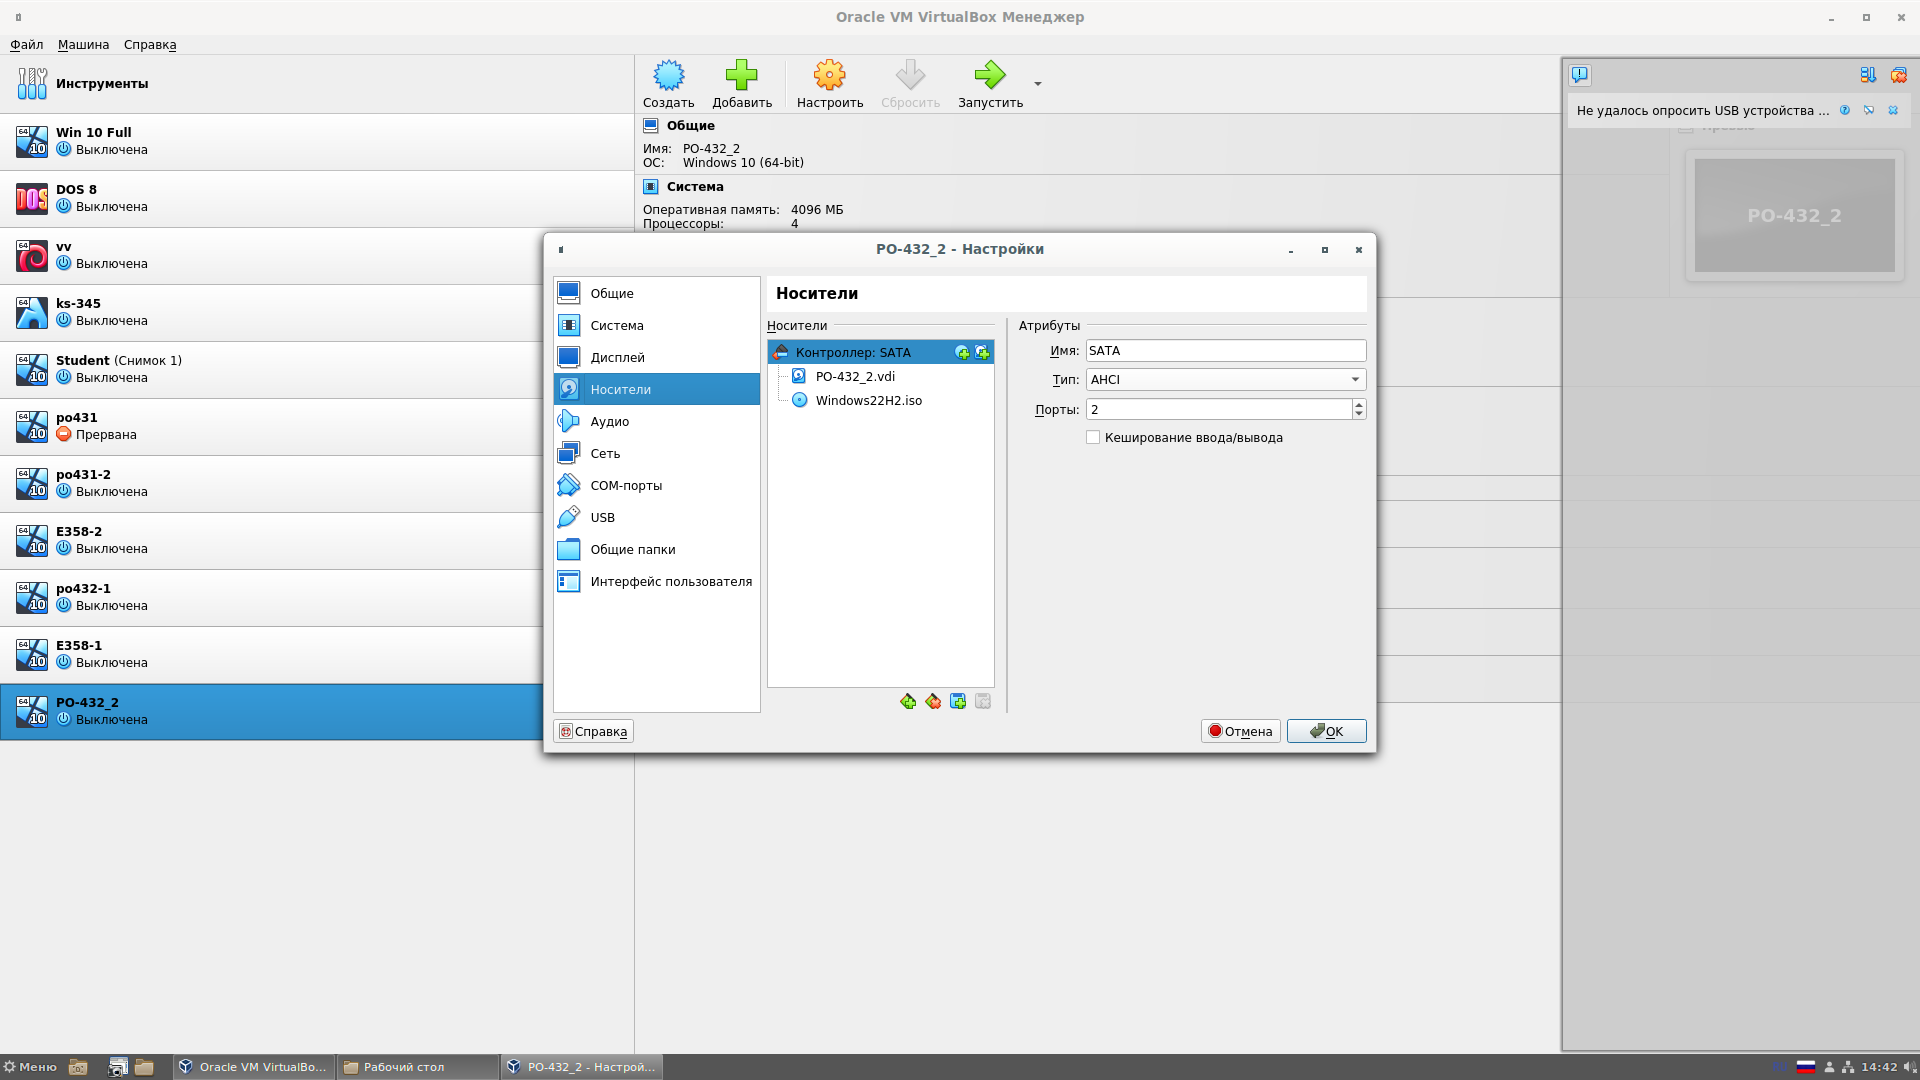 Oracle VM VirtualBox Менеджер
Файл Машина Справка
Инструменты
Создать Добавить Настроить Сбросить Запустить
Win 10 Full
Выключена
DOS 8
Выключена
vv
Выключена
ks-345
Выключена
Student (Снимок 1)
Выключена
po431
Прервана
po431-2
Выключена
E358-2
Выключена
po432-1
Выключена
E358-1
Выключена
PO-432_2
Выключена
Общие
Имя: PO-432_2
ОС: Windows 10 (64-bit)
Система
Оперативная память: 4096 МБ
Процессоры: 4
Не удалось опросить USB устройства ...
PO-432_2
PO-432_2 - Настройки
Общие
Система
Дисплей
Носители
Аудио
Сеть
COM-порты
USB
Общие папки
Интерфейс пользователя
Носители
Носители
Контроллер: SATA
PO-432_2.vdi
Windows22H2.iso
Атрибуты
Имя: SATA
Тип: AHCI
Порты: 2
Кеширование ввода/вывода
Справка
Отмена
OK
Меню
Oracle VM VirtualBo...
Рабочий стол
PO-432_2 - Настрой...
14:42